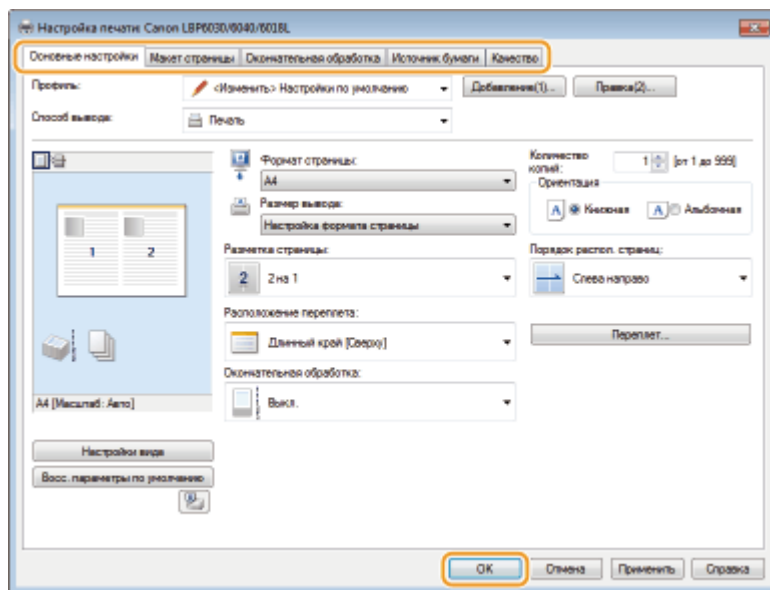 Настройка печати: Canon LBP6030/6040/6018L
Основные настройки Макет страницы Окончательная обработка Источник бумаги Качество
Профиль: <Изменить> Настройки по умолчанию Добавление(1)... Правка(2)...
Способ вывода: Печать
Формат страницы: Количество копий: 1 [от 1 до 999]
A4 Ориентация
Размер вывода: A Книжная A Альбомная
Настройка формата страницы
1 2
Разметка страницы: Порядок распол. страниц:
2 2 на 1 Слева направо
Расположение переплета:
Длинный край [Сверху] Переплет...
Окончательная обработка:
Выкл.
A4 [Масштаб: Авто]
Настройки вида
Восс. параметры по умолчанию
OK Отмена Применить Справка